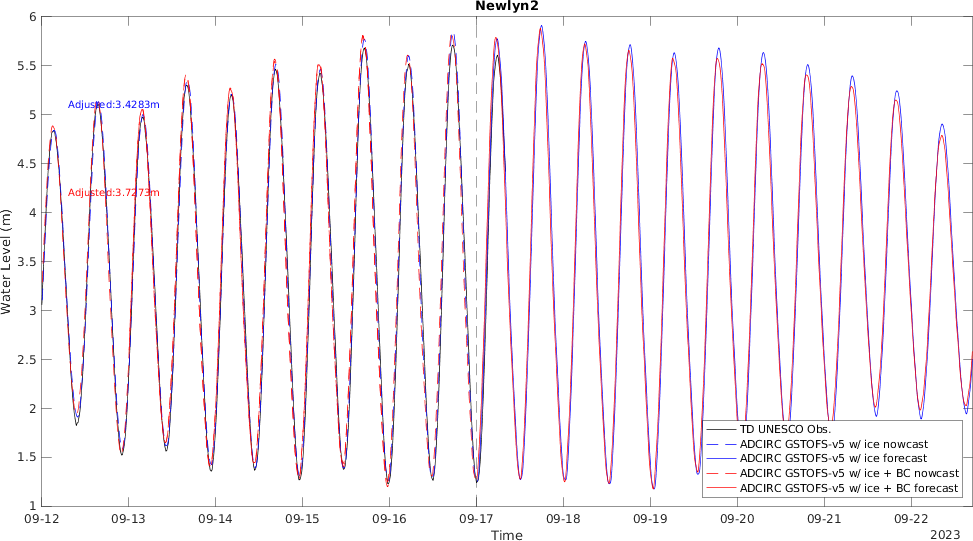 Newlyn2
6
5.5
5
4.5
4
3.5
3
2.5
2
1.5
1
Water Level (m)
Adjusted:3.4283m
Adjusted:3.7273m
TD UNESCO Obs.
ADCIRC GSTOFS-v5 w/ ice nowcast
ADCIRC GSTOFS-v5 w/ ice forecast
ADCIRC GSTOFS-v5 w/ ice + BC nowcast
ADCIRC GSTOFS-v5 w/ ice + BC forecast
09-12 09-13 09-14 09-15 09-16 09-17 09-18 09-19 09-20 09-21 09-22
Time
2023